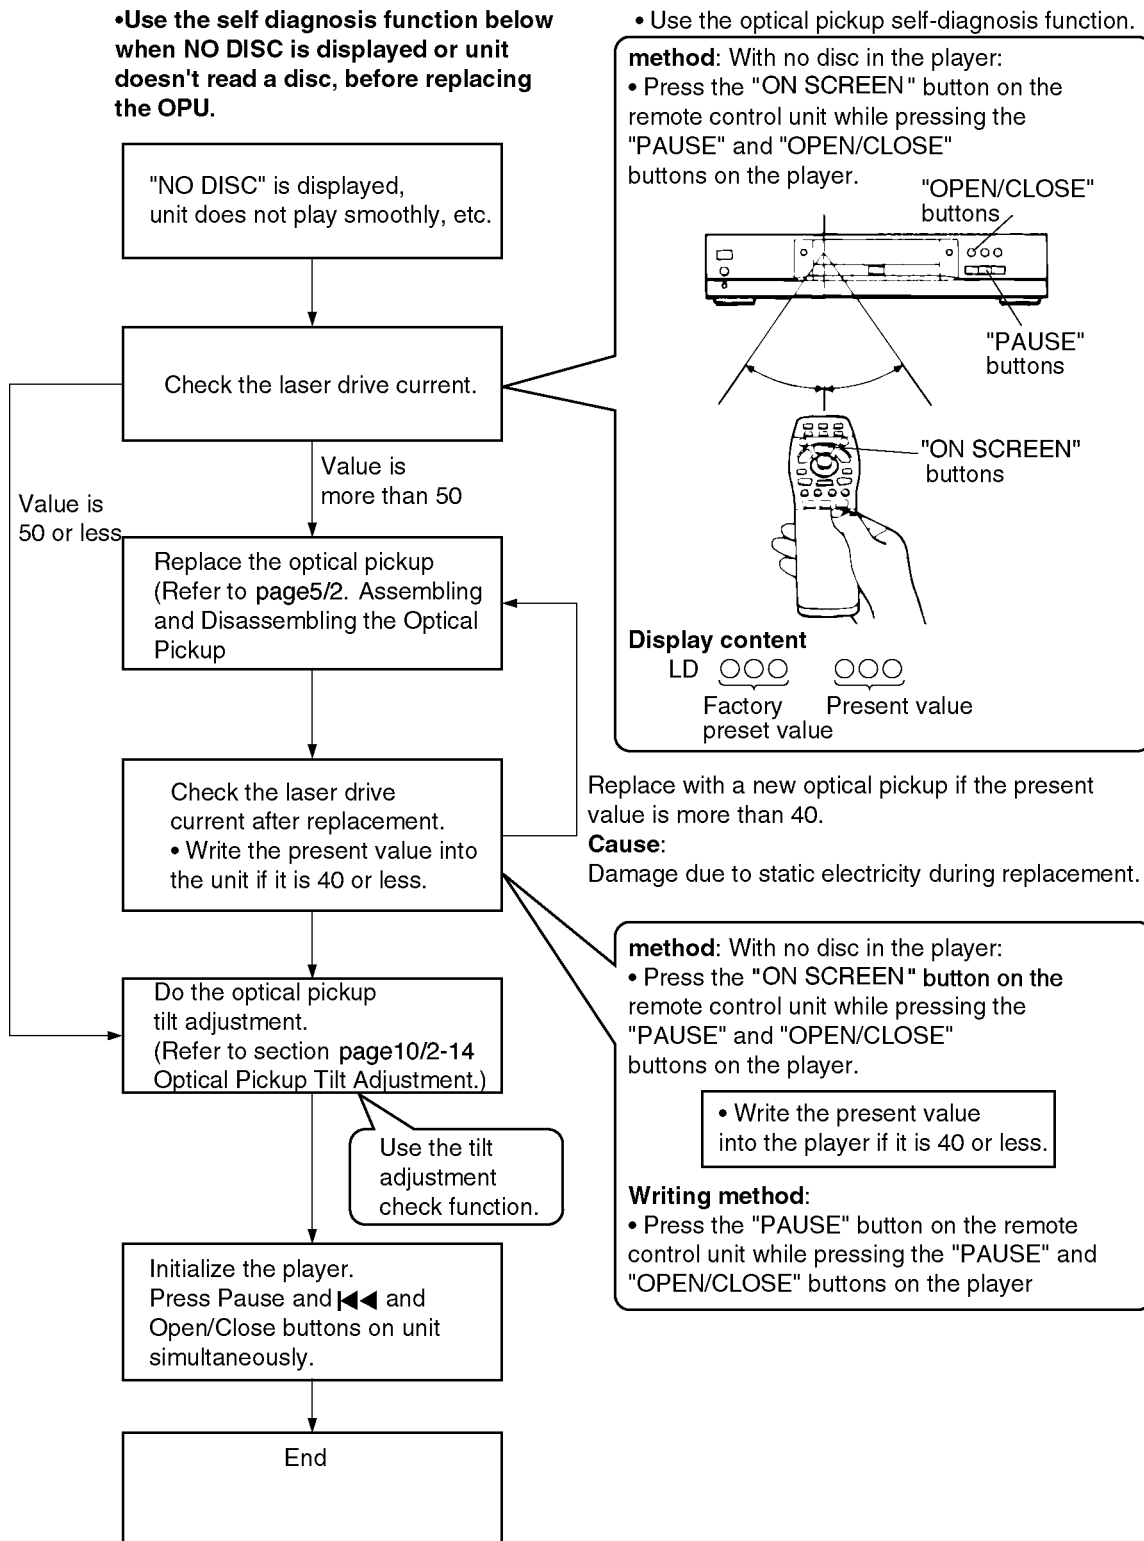 •Use the self diagnosis function below
when NO DISC is displayed or unit
doesn't read a disc, before replacing
the OPU.
"NO DISC" is displayed,
unit does not play smoothly, etc.
Check the laser drive current.
Value is
more than 50
Value is
50 or less
Replace the optical pickup
(Refer to page5/2. Assembling
and Disassembling the Optical
Pickup
Check the laser drive
current after replacement.
• Write the present value into
the unit if it is 40 or less.
Do the optical pickup
tilt adjustment.
(Refer to section page10/2-14
Optical Pickup Tilt Adjustment.)
Use the tilt
adjustment
check function.
Initialize the player.
Press Pause and |◀◀ and
Open/Close buttons on unit
simultaneously.
End
• Use the optical pickup self-diagnosis function.
method: With no disc in the player:
• Press the "ON SCREEN" button on the
remote control unit while pressing the
"PAUSE" and "OPEN/CLOSE"
buttons on the player.
"OPEN/CLOSE"
buttons
"PAUSE"
buttons
"ON SCREEN"
buttons
Display content
LD ○○○ ○○○
Factory
preset value
Present value
Replace with a new optical pickup if the present
value is more than 40.
Cause:
Damage due to static electricity during replacement.
method: With no disc in the player:
• Press the "ON SCREEN" button on the
remote control unit while pressing the
"PAUSE" and "OPEN/CLOSE"
buttons on the player.
• Write the present value
into the player if it is 40 or less.
Writing method:
• Press the "PAUSE" button on the remote
control unit while pressing the "PAUSE" and
"OPEN/CLOSE" buttons on the player